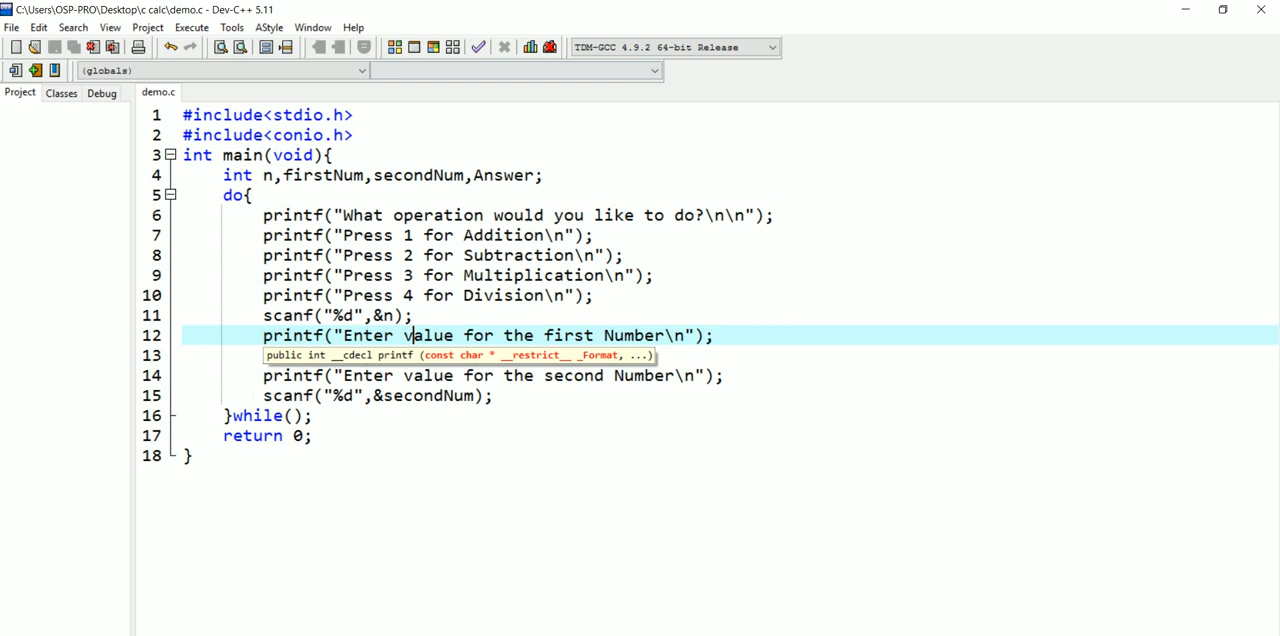 C:\Users\OSP-PRO\Desktop\c calc\demo.c - Dev-C++ 5.11
File Edit Search View Project Execute Tools AStyle Window Help
TDM-GCC 4.9.2 64-bit Release
(globals)
Project Classes Debug demo.c
1 #include<stdio.h>
2 #include<conio.h>
3 int main(void){
4 int n,firstNum,secondNum,Answer;
5 do{
6 printf("What operation would you like to do?\n\n");
7 printf("Press 1 for Addition\n");
8 printf("Press 2 for Subtraction\n");
9 printf("Press 3 for Multiplication\n");
10 printf("Press 4 for Division\n");
11 scanf("%d",&n);
12 printf("Enter value for the first Number\n");
13 public int __cdecl printf (const char * __restrict__ _Format, ...)
14 printf("Enter value for the second Number\n");
15 scanf("%d",&secondNum);
16 }while();
17 return 0;
18 }